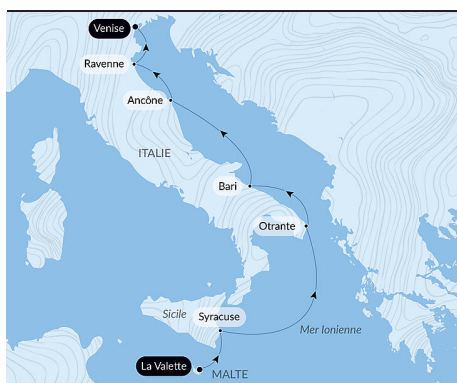 Venise
Ravenne
Ancône
ITALIE
Bari
Otrante
Sicile
Syracuse
Mer Ionienne
La Valette
MALTE